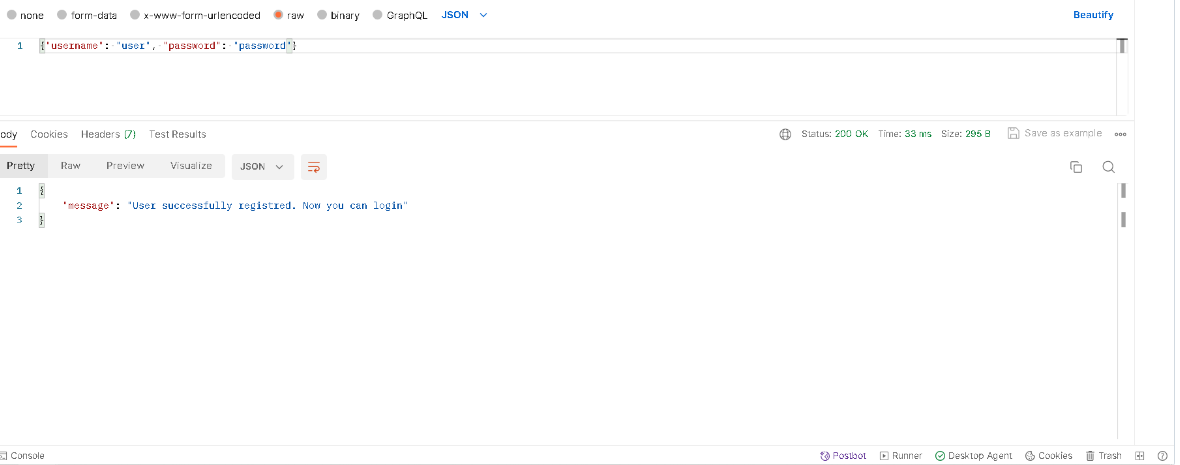 none form-data x-www-form-urlencoded raw binary GraphQL JSON Beautify
1 {"username": "user", "password": "password"}
ody Cookies Headers (7) Test Results Status: 200 OK Time: 33 ms Size: 295 B Save as example
Pretty Raw Preview Visualize JSON
1 {
2 "message": "User successfully registred. Now you can login"
3 }
Console Postbot Runner Desktop Agent Cookies Trash